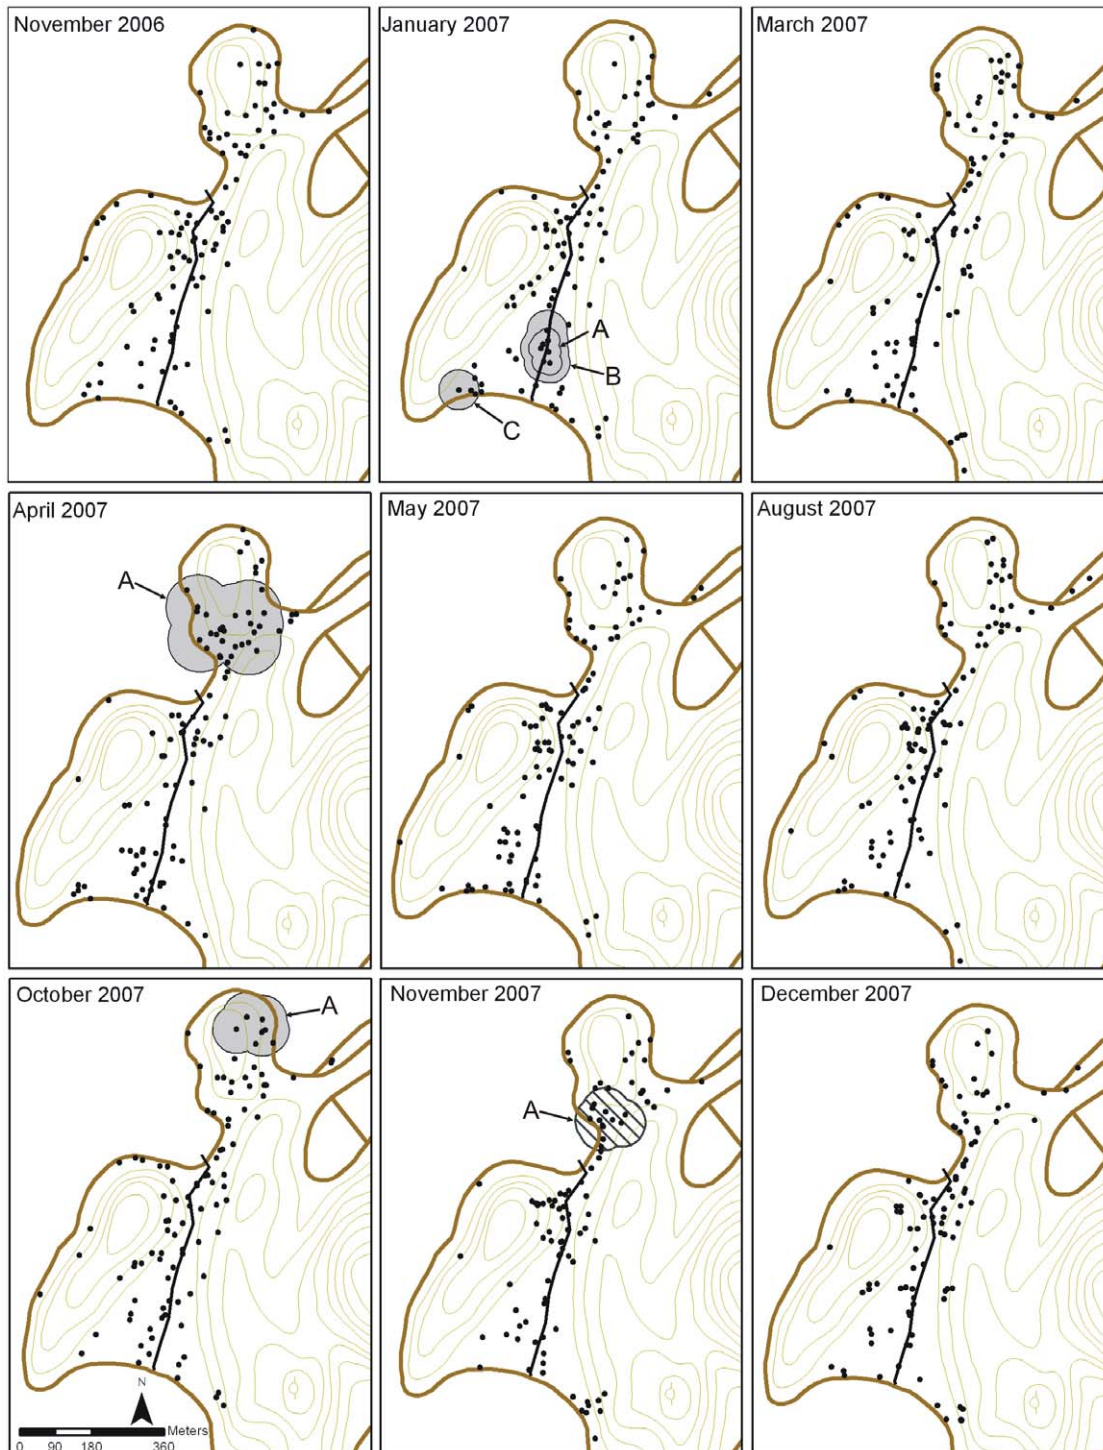 November 2006
January 2007
March 2007
A
B
C
April 2007
May 2007
August 2007
A
October 2007
November 2007
December 2007
A
A
N
Meters
0 90 180 360